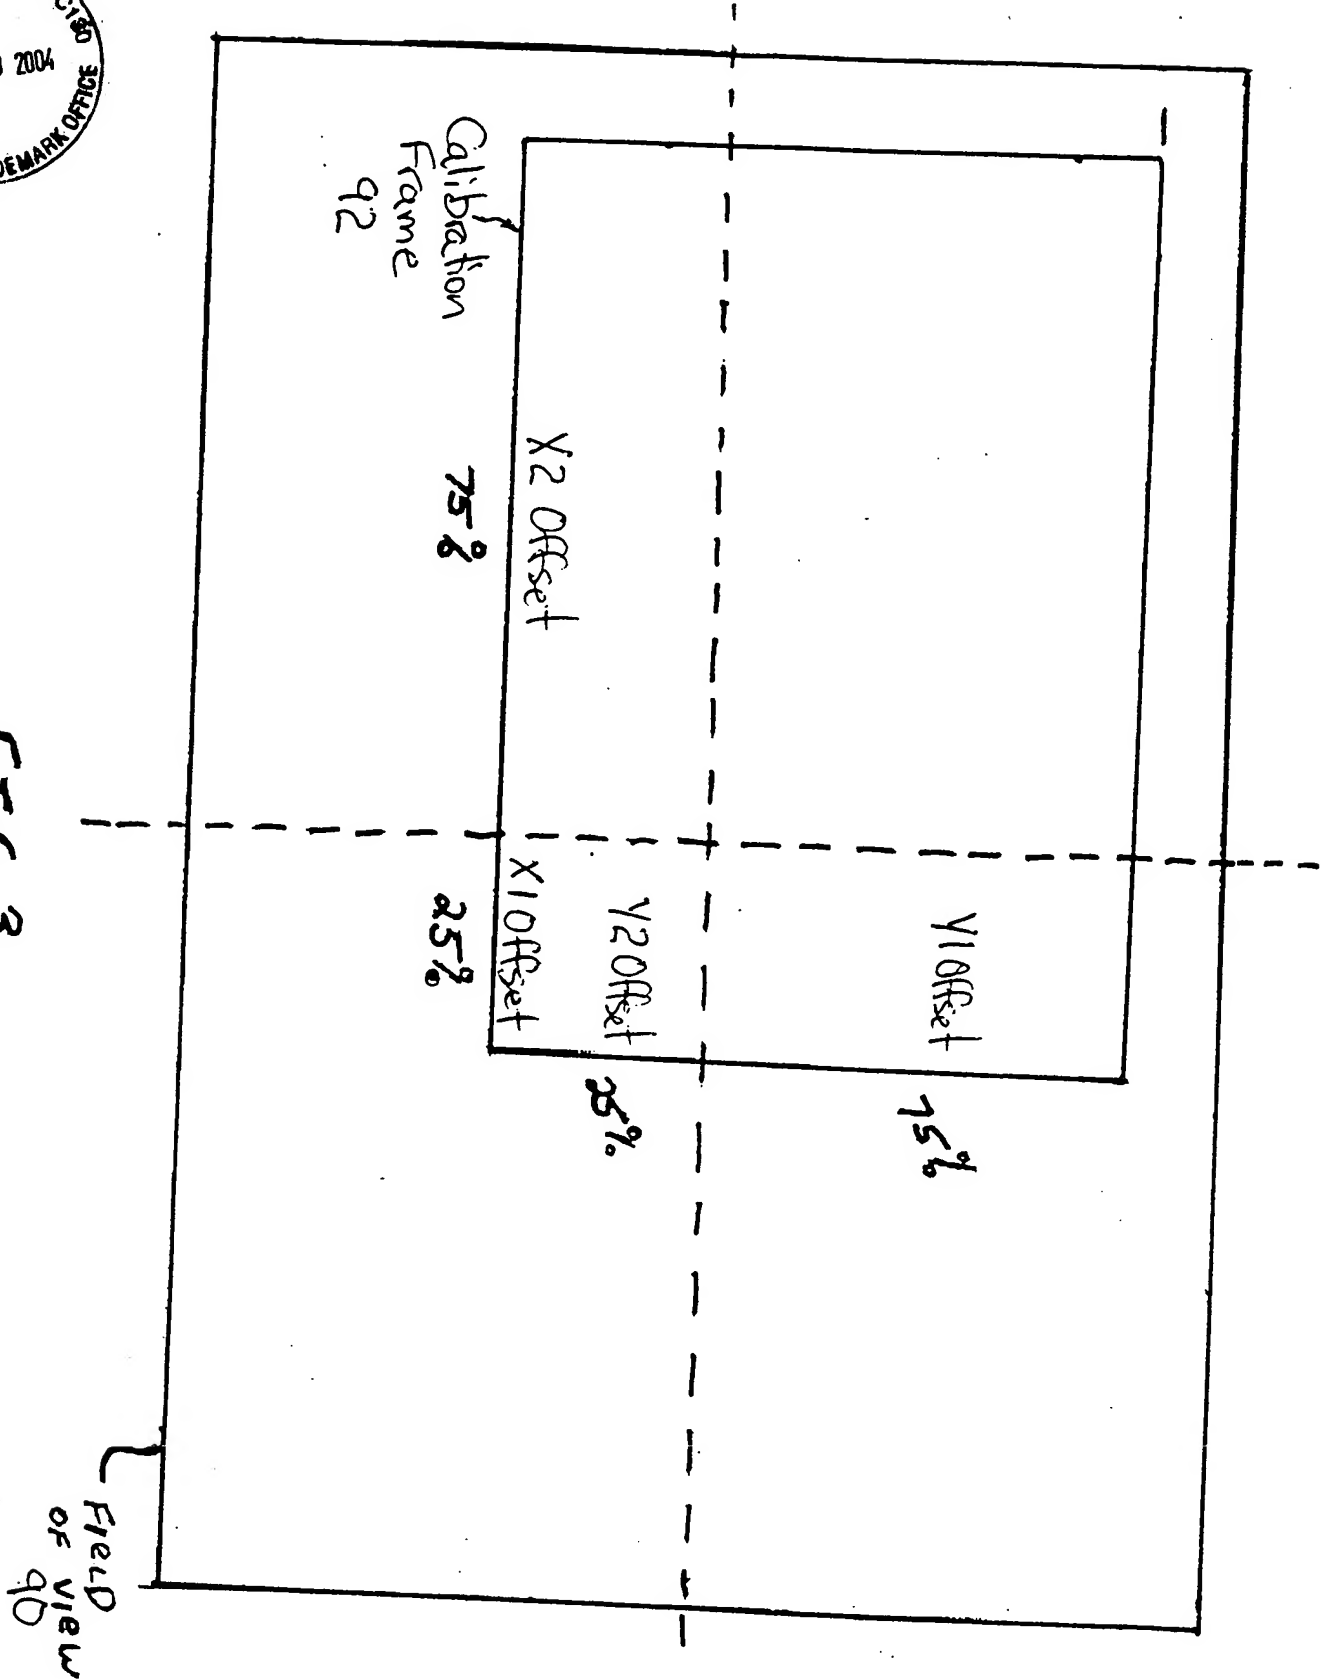 Y1 Offset
75%
Y2 Offset
25%
X2 Offset
X1 Offset
75%
25%
Calibration
Frame
92
FIELD
OF VIEW
90
2004
OFFICE